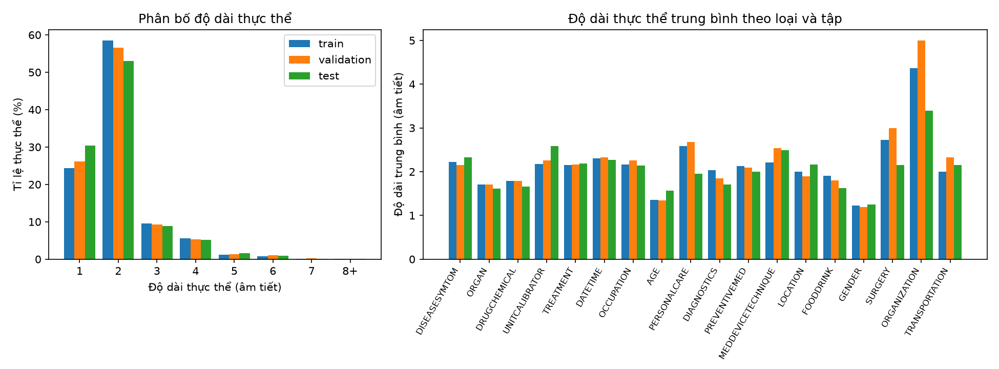 Phân bố độ dài thực thể
Tỉ lệ thực thể (%)
60
50
40
30
20
10
0
train
validation
test
1 2 3 4 5 6 7 8+
Độ dài thực thể (âm tiết)
Độ dài thực thể trung bình theo loại và tập
Độ dài trung bình (âm tiết)
5
4
3
2
1
0
DISEASESYMTOM
ORGAN
DRUGCHEMICAL
UNITCALIBRATOR
TREATMENT
DATETIME
OCCUPATION
AGE
PERSONALCARE
DIAGNOSTICS
PREVENTIVEMED
MEDDEVICETECHNIQUE
LOCATION
FOODDRINK
GENDER
SURGERY
ORGANIZATION
TRANSPORTATION